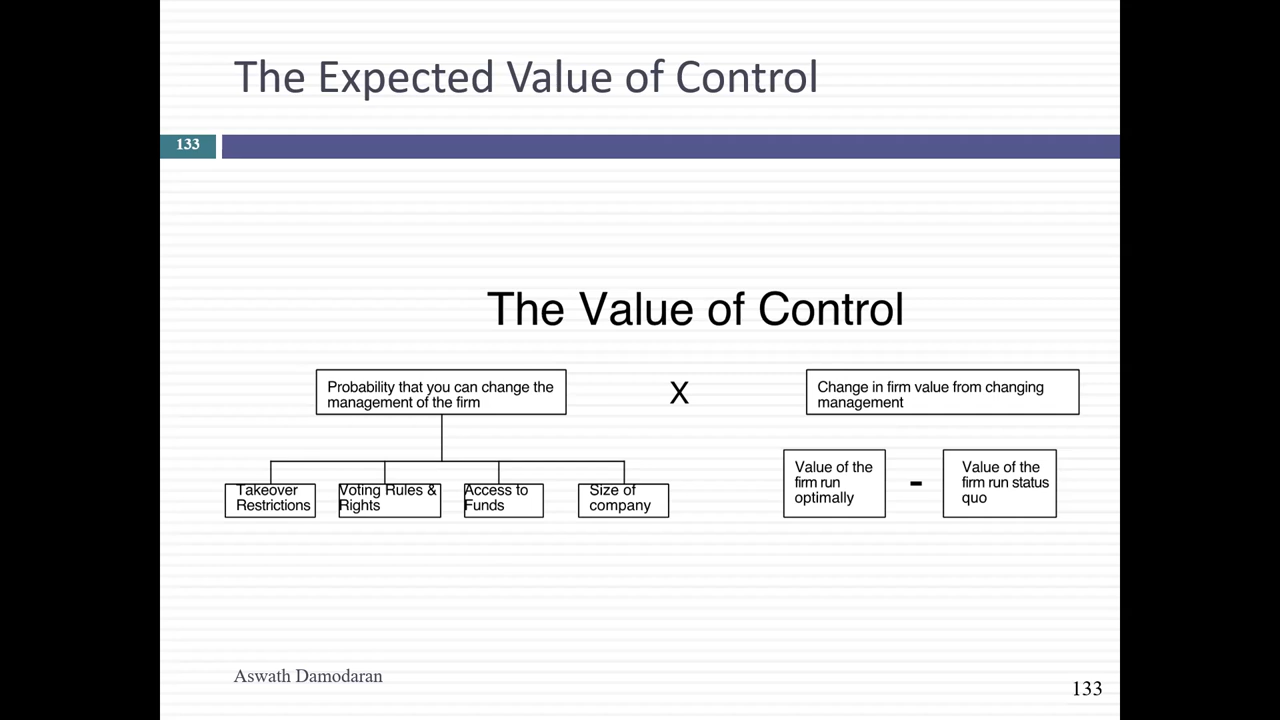 The Expected Value of Control
133
The Value of Control
Probability that you can change the
management of the firm
X
Change in firm value from changing
management
Takeover
Restrictions
Voting Rules &
Rights
Access to
Funds
Size of
company
Value of the
firm run
optimally
-
Value of the
firm run status
quo
Aswath Damodaran
133